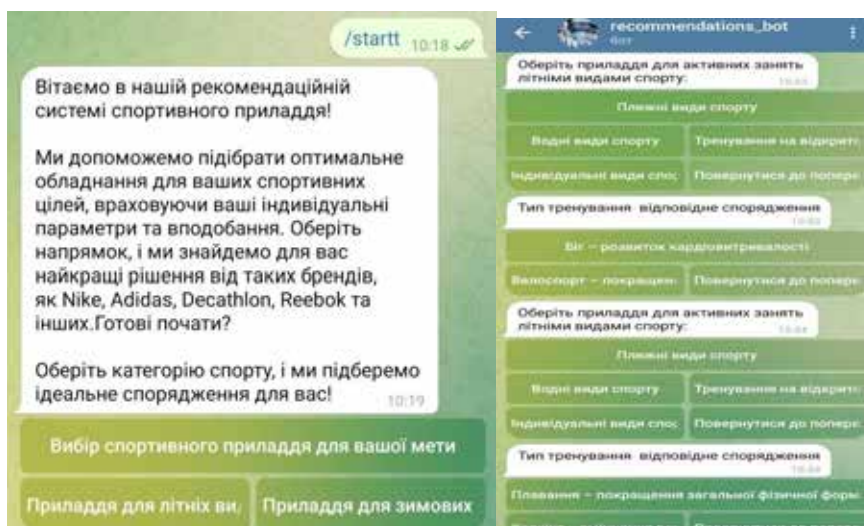 /startt 10:18
Вітаємо в нашій рекомендаційній
системі спортивного приладдя!
Ми допоможемо підібрати оптимальне
обладнання для ваших спортивних
цілей, враховуючи ваші індивідуальні
параметри та вподобання. Оберіть
напрямок, і ми знайдемо для вас
найкращі рішення від таких брендів,
як Nike, Adidas, Decathlon, Reebok та
інших.Готові почати?
Оберіть категорію спорту, і ми підберемо
ідеальне спорядження для вас! 10:19
Вибір спортивного приладдя для вашої мети
Приладдя для літніх ви
Приладдя для зимових
recommendations_bot
бот
Оберіть приладдя для активних занять
літніми видами спорту:
Пляжні види спорту
Водні види спорту
Тренування на відкрит
Індивідуальні види спо
Повернутися до попере
Тип тренування відповідне спорядження
Біг – розвиток кардіовитривалості
Велоспорт – покращен
Повернутися до попере
Оберіть приладдя для активних занять
літніми видами спорту:
Пляжні види спорту
Водні види спорту
Тренування на відкрит
Індивідуальні види спо
Повернутися до попере
Тип тренування відповідне спорядження
Плавання – покращення загальної фізичної форм